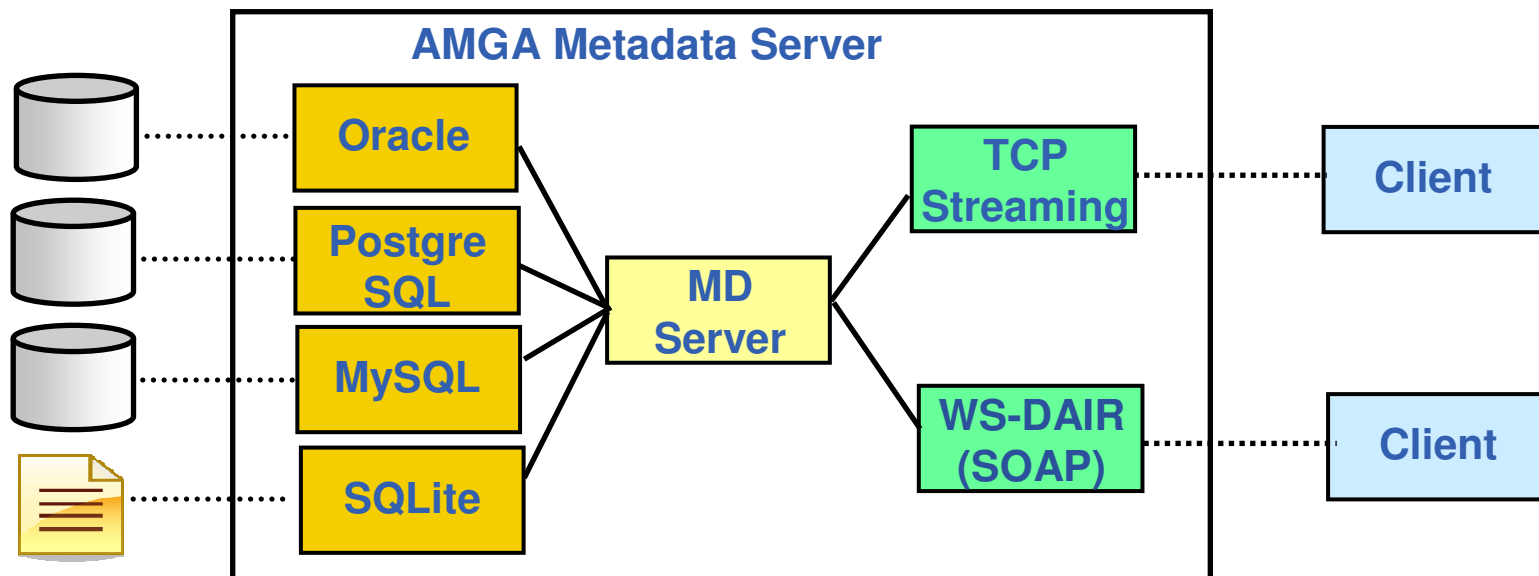 AMGA Metadata Server
Oracle
Postgre
SQL
MySQL
SQLite
MD
Server
TCP
Streaming
WS-DAIR
(SOAP)
Client
Client